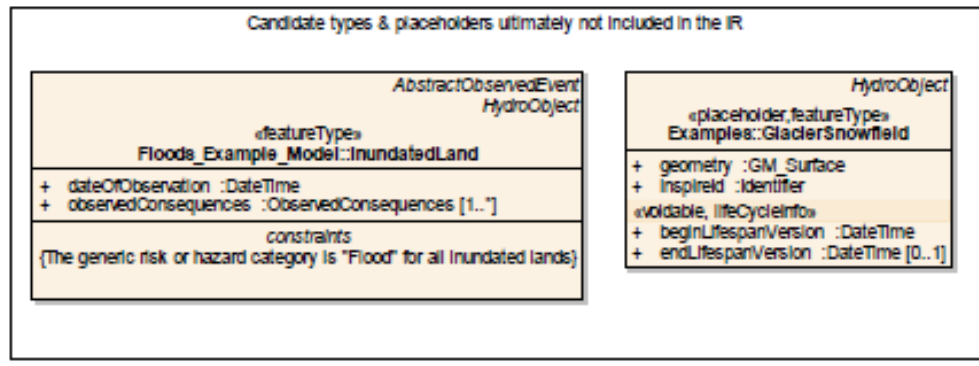 Candidate types & placeholders ultimately not included in the IR
AbstractObservedEvent
HydroObject
«featureType»
Floods_Example_Model::InundatedLand
+ dateOfObservation :DateTime
+ observedConsequences :ObservedConsequences [1..*]
constraints
{The generic risk or hazard category is "Flood" for all inundated lands}
HydroObject
«placeholder,featureType»
Examples::GlacierSnowfield
+ geometry :GM_Surface
+ inspireId :Identifier
«voidable, lifeCycleInfo»
+ beginLifespanVersion :DateTime
+ endLifespanVersion :DateTime [0..1]